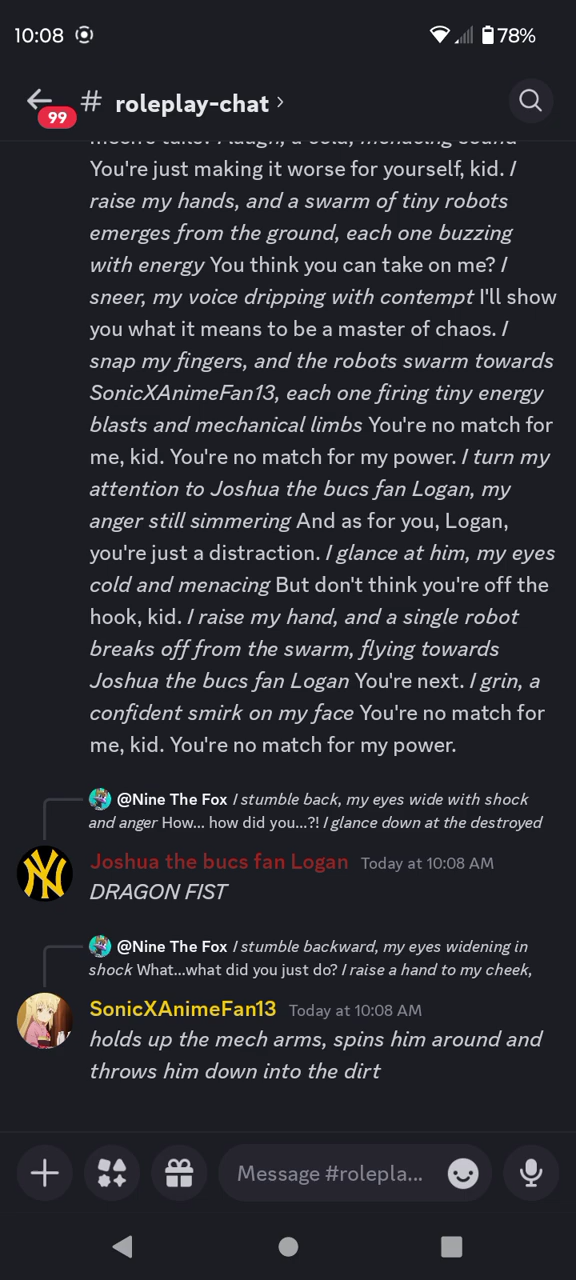 10:08
78%
99
# roleplay-chat ›
You're just making it worse for yourself, kid. I
raise my hands, and a swarm of tiny robots
emerges from the ground, each one buzzing
with energy You think you can take on me? I
sneer, my voice dripping with contempt I'll show
you what it means to be a master of chaos. I
snap my fingers, and the robots swarm towards
SonicXAnimeFan13, each one firing tiny energy
blasts and mechanical limbs You're no match for
me, kid. You're no match for my power. I turn my
attention to Joshua the bucs fan Logan, my
anger still simmering And as for you, Logan,
you're just a distraction. I glance at him, my eyes
cold and menacing But don't think you're off the
hook, kid. I raise my hand, and a single robot
breaks off from the swarm, flying towards
Joshua the bucs fan Logan You're next. I grin, a
confident smirk on my face You're no match for
me, kid. You're no match for my power.
@Nine The Fox I stumble back, my eyes wide with shock
and anger How... how did you...?! I glance down at the destroyed
Joshua the bucs fan Logan Today at 10:08 AM
DRAGON FIST
@Nine The Fox I stumble backward, my eyes widening in
shock What...what did you just do? I raise a hand to my cheek,
SonicXAnimeFan13 Today at 10:08 AM
holds up the mech arms, spins him around and
throws him down into the dirt
Message #rolepla...